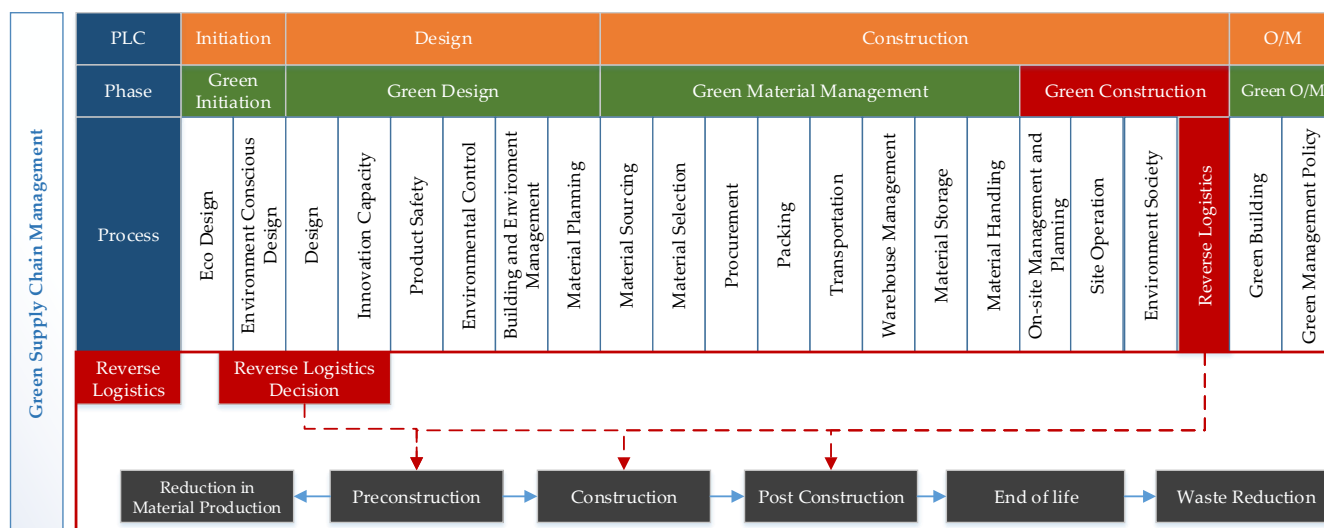 Green Supply Chain Management
PLC
Initiation
Design
Construction
O/M
Phase
Green
Initiation
Green Design
Green Material Management
Green Construction
Green O/M
Process
Eco Design
Environment Conscious
Design
Design
Innovation Capacity
Product Safety
Environmental Control
Building and Environment
Management
Material Planning
Material Sourcing
Material Selection
Procurement
Packing
Transportation
Warehouse Management
Material Storage
Material Handling
On-site Management and
Planning
Site Operation
Environment Society
Reverse Logistics
Green Building
Green Management Policy
Reverse
Logistics
Reverse Logistics
Decision
Reduction in
Material Production
Preconstruction
Construction
Post Construction
End of life
Waste Reduction